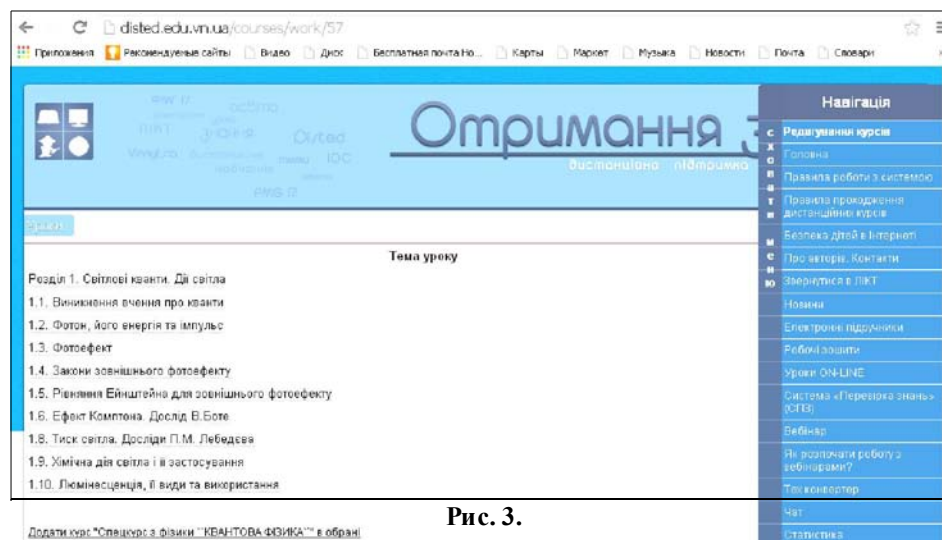 disted.edu.vn.ua/courses/work/57
Приложения Рекомендуемые сайты Видео Диск Бесплатная почта Но... Карты Маркет Музыка Новости Почта Словари
Отримання З
дистанційна підтримка
Тема уроку
Розділ 1. Світлові кванти. Дії світла
1.1. Виникнення вчення про кванти
1.2. Фотон, його енергія та імпульс
1.3. Фотоефект
1.4. Закони зовнішнього фотоефекту
1.5. Рівняння Ейнштейна для зовнішнього фотоефекту
1.6. Ефект Комптона. Дослід В.Боте
1.8. Тиск світла. Досліди П.М. Лебедєва
1.9. Хімічна дія світла і її застосування
1.10. Люмінесценція, її види та використання
Додати курс "Спецкурс з фізики ``КВАНТОВА ФІЗИКА``" в обрані
Навігація
сховати меню
Редагування курсів
Головна
Правила роботи з системою
Правила проходження
дистанційних курсів
Безпека дітей в Інтернеті
Про авторів. Контакти
Звернутися в ЛІКТ
Новини
Електронні підручники
Робочі зошити
Уроки ON-LINE
Система «Перевірка знань»
(СПЗ)
Вебінар
Як розпочати роботу з
вебінарами?
Тех конвертор
Чат
Статистика
Рис. 3.